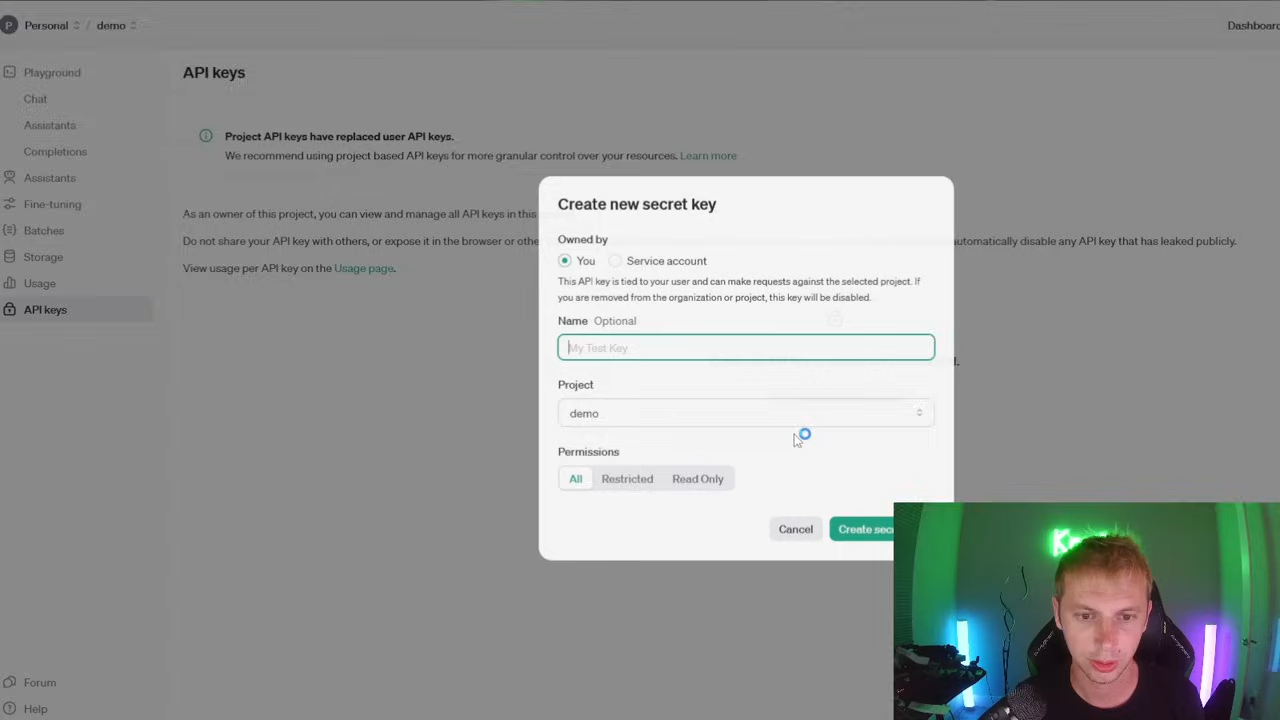 P Personal / demo
Dashboard
Playground
Chat
Assistants
Completions
Assistants
Fine-tuning
Batches
Storage
Usage
API keys
Forum
Help
API keys
Project API keys have replaced user API keys.
We recommend using project based API keys for more granular control over your resources. Learn more
As an owner of this project, you can view and manage all API keys in this
Do not share your API key with others, or expose it in the browser or othe
automatically disable any API key that has leaked publicly.
View usage per API key on the Usage page.
Create new secret key
Owned by
You Service account
This API key is tied to your user and can make requests against the selected project. If
you are removed from the organization or project, this key will be disabled.
Name Optional
My Test Key
Project
demo
Permissions
All Restricted Read Only
Cancel Create sec